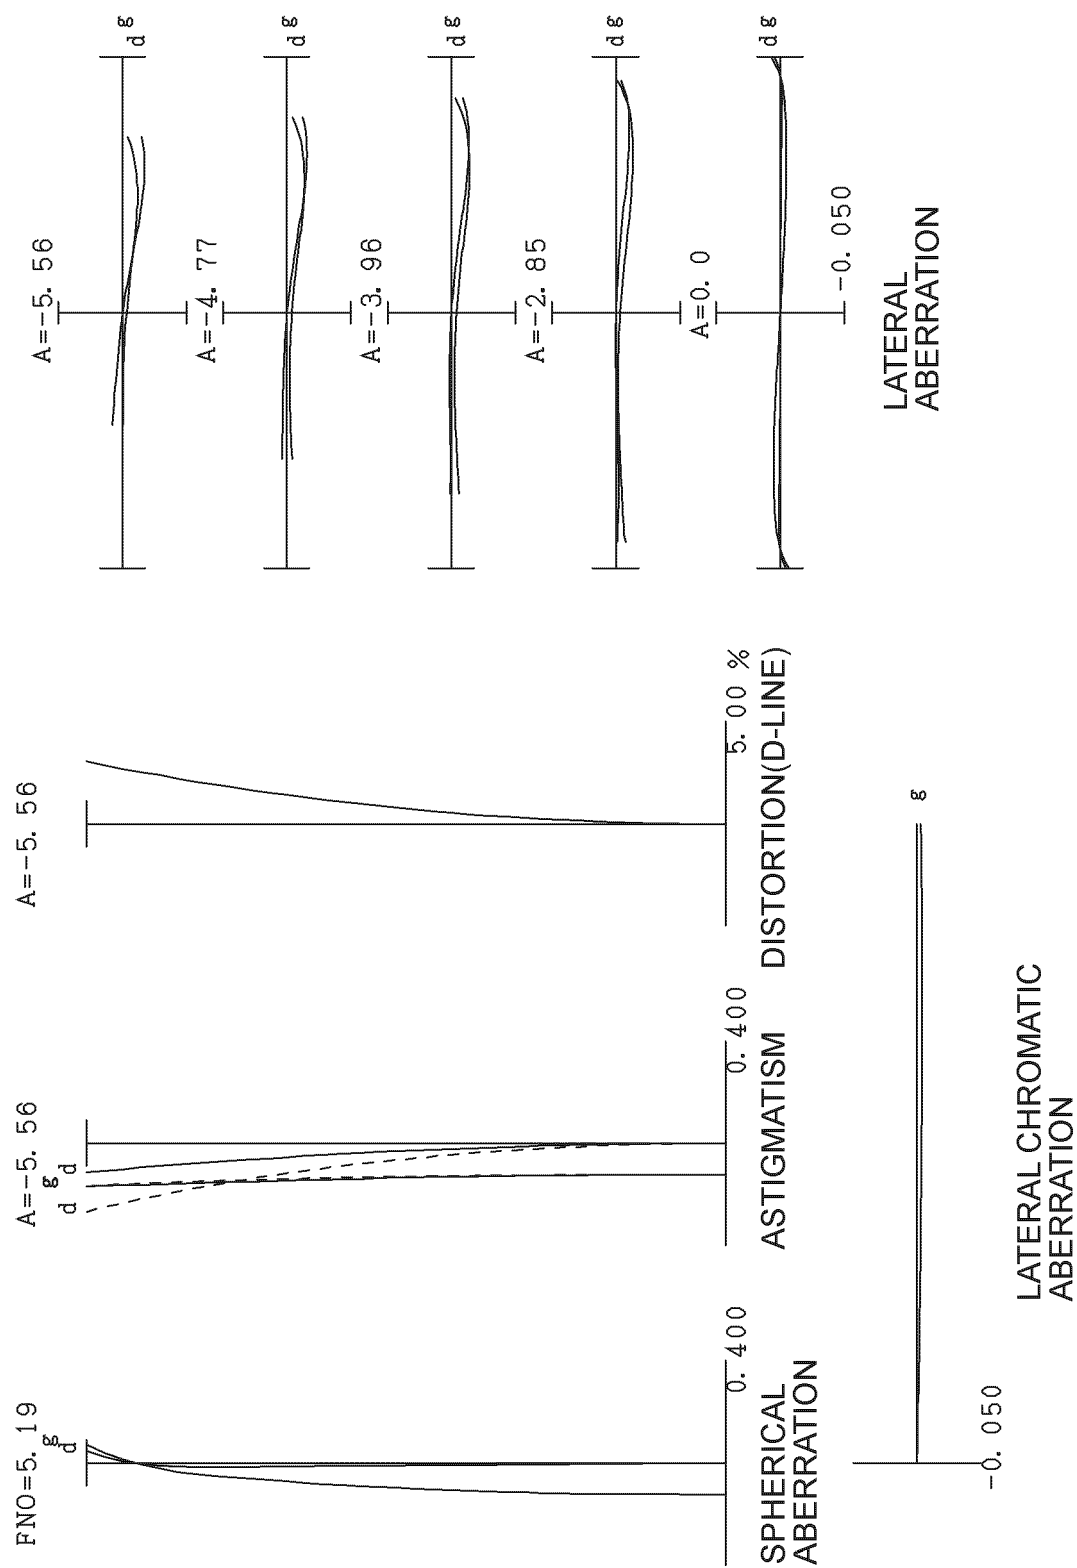 FNO=5. 19
g
d
0. 400
SPHERICAL
ABERRATION
A=-5. 56
g
d
d
0. 400
ASTIGMATISM
A=-5. 56
5. 00 %
DISTORTION(D-LINE)
A=-5. 56
g
d
A=-4. 77
g
d
A=-3. 96
g
d
A=-2. 85
g
d
A=0. 0
g
d
-0. 050
LATERAL
ABERRATION
g
-0. 050
LATERAL CHROMATIC
ABERRATION